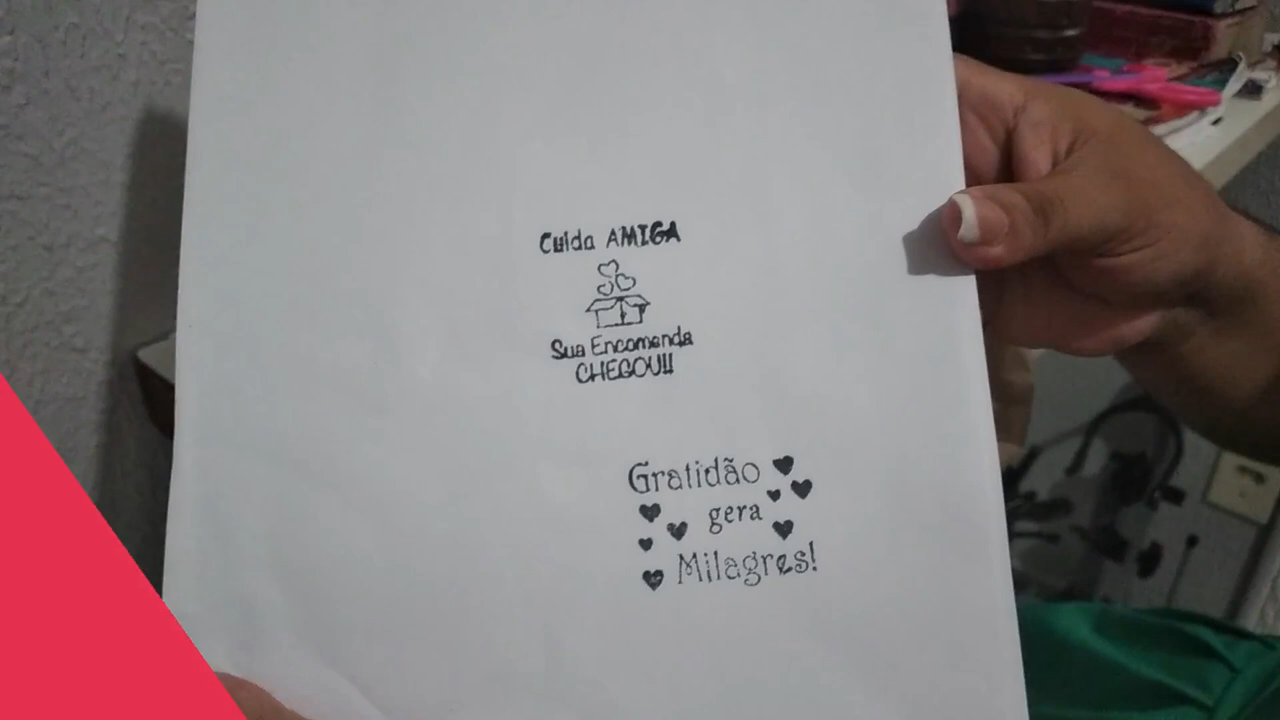 Cuida AMIGA
Sua Encomenda
CHEGOU!!
Gratidão
gera
Milagres!